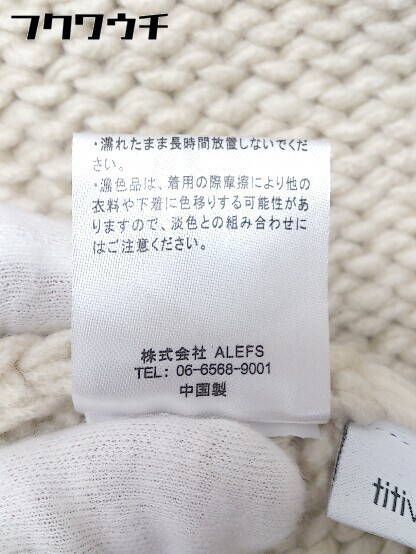 フクワウチ
・濡れたまま長時間放置しないでくだ
さい。
・濃色品は、着用の際摩擦により他の
衣料や下着に色移りする可能性があ
りますので、淡色との組み合わせに
はご注意ください。
株式会社 ALEFS
TEL: 06-6568-9001
中国製
titiv